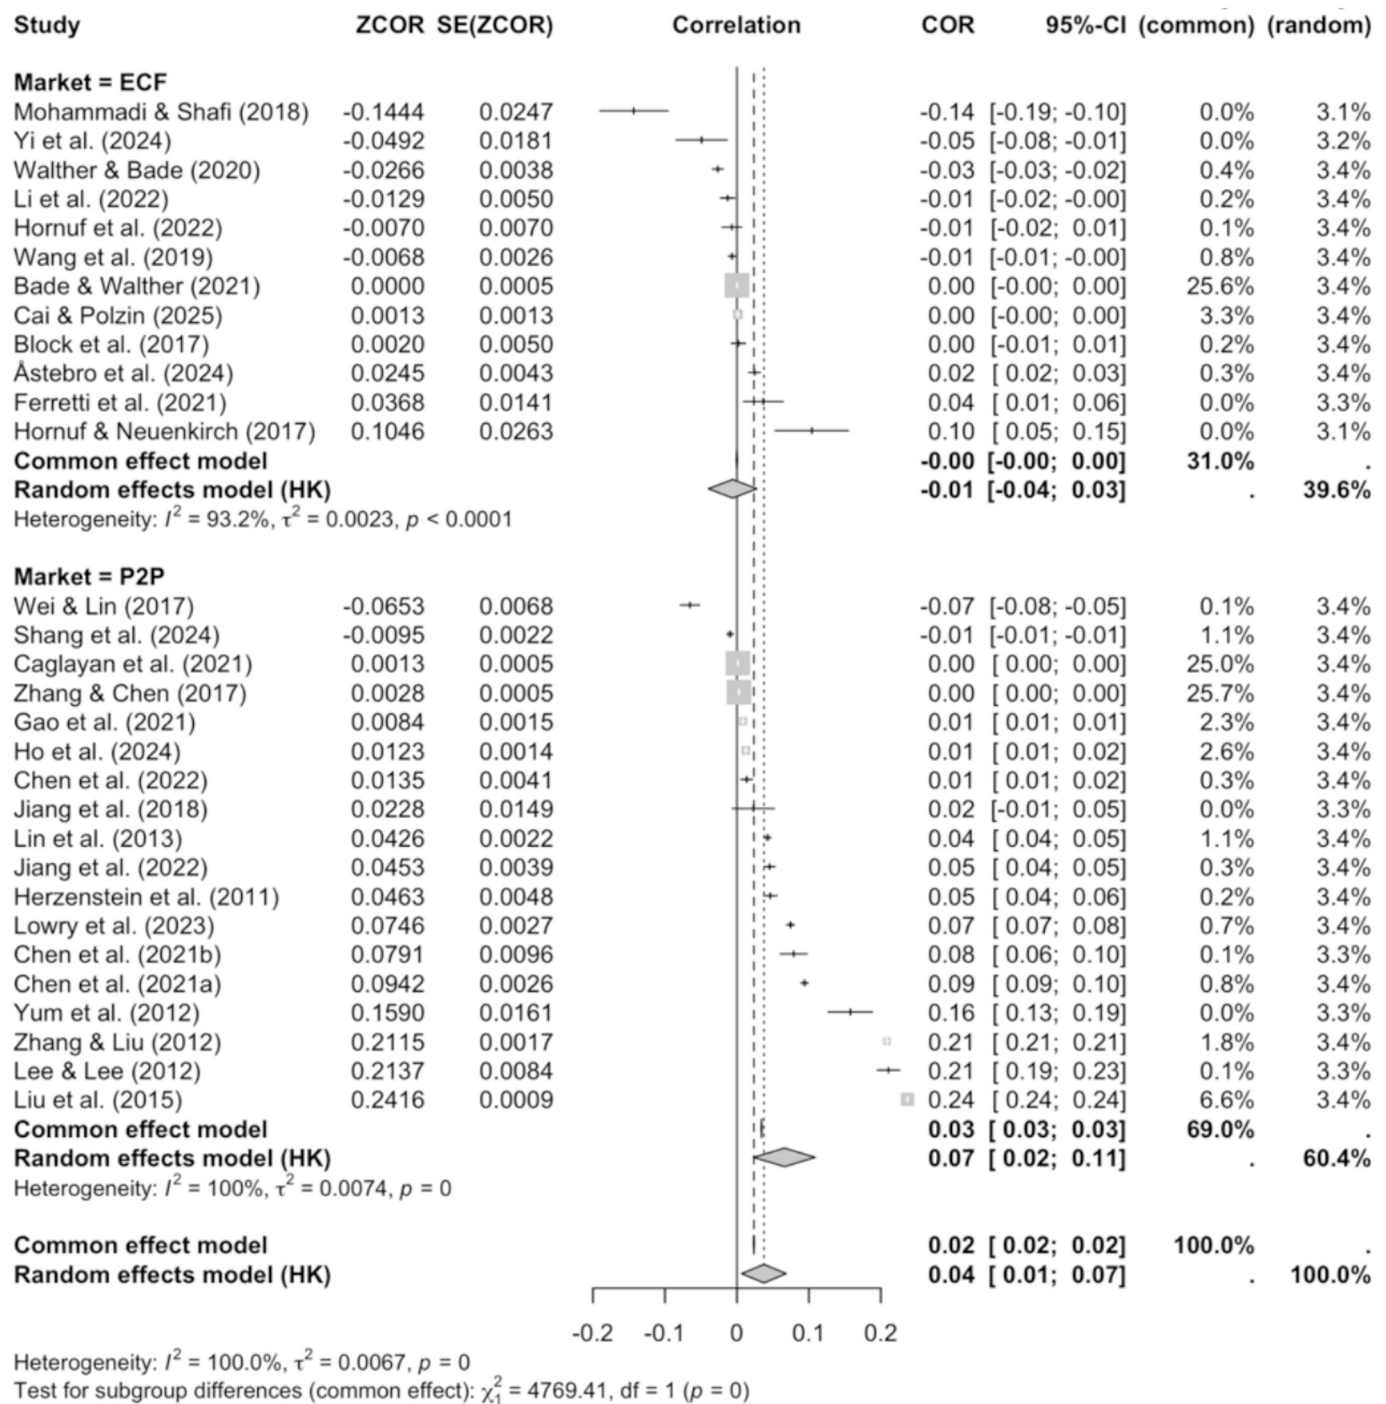 Study ZCOR SE(ZCOR) Correlation COR 95%-CI (common) (random)
Market = ECF
Mohammadi & Shafi (2018) -0.1444 0.0247 -0.14 [-0.19; -0.10] 0.0% 3.1%
Yi et al. (2024) -0.0492 0.0181 -0.05 [-0.08; -0.01] 0.0% 3.2%
Walther & Bade (2020) -0.0266 0.0038 -0.03 [-0.03; -0.02] 0.4% 3.4%
Li et al. (2022) -0.0129 0.0050 -0.01 [-0.02; -0.00] 0.2% 3.4%
Hornuf et al. (2022) -0.0070 0.0070 -0.01 [-0.02; 0.01] 0.1% 3.4%
Wang et al. (2019) -0.0068 0.0026 -0.01 [-0.01; -0.00] 0.8% 3.4%
Bade & Walther (2021) 0.0000 0.0005 0.00 [-0.00; 0.00] 25.6% 3.4%
Cai & Polzin (2025) 0.0013 0.0013 0.00 [-0.00; 0.00] 3.3% 3.4%
Block et al. (2017) 0.0020 0.0050 0.00 [-0.01; 0.01] 0.2% 3.4%
Åstebro et al. (2024) 0.0245 0.0043 0.02 [ 0.02; 0.03] 0.3% 3.4%
Ferretti et al. (2021) 0.0368 0.0141 0.04 [ 0.01; 0.06] 0.0% 3.3%
Hornuf & Neuenkirch (2017) 0.1046 0.0263 0.10 [ 0.05; 0.15] 0.0% 3.1%
Common effect model -0.00 [-0.00; 0.00] 31.0% .
Random effects model (HK) -0.01 [-0.04; 0.03] . 39.6%
Heterogeneity: I² = 93.2%, τ² = 0.0023, p < 0.0001
Market = P2P
Wei & Lin (2017) -0.0653 0.0068 -0.07 [-0.08; -0.05] 0.1% 3.4%
Shang et al. (2024) -0.0095 0.0022 -0.01 [-0.01; -0.01] 1.1% 3.4%
Caglayan et al. (2021) 0.0013 0.0005 0.00 [ 0.00; 0.00] 25.0% 3.4%
Zhang & Chen (2017) 0.0028 0.0005 0.00 [ 0.00; 0.00] 25.7% 3.4%
Gao et al. (2021) 0.0084 0.0015 0.01 [ 0.01; 0.01] 2.3% 3.4%
Ho et al. (2024) 0.0123 0.0014 0.01 [ 0.01; 0.02] 2.6% 3.4%
Chen et al. (2022) 0.0135 0.0041 0.01 [ 0.01; 0.02] 0.3% 3.4%
Jiang et al. (2018) 0.0228 0.0149 0.02 [-0.01; 0.05] 0.0% 3.3%
Lin et al. (2013) 0.0426 0.0022 0.04 [ 0.04; 0.05] 1.1% 3.4%
Jiang et al. (2022) 0.0453 0.0039 0.05 [ 0.04; 0.05] 0.3% 3.4%
Herzenstein et al. (2011) 0.0463 0.0048 0.05 [ 0.04; 0.06] 0.2% 3.4%
Lowry et al. (2023) 0.0746 0.0027 0.07 [ 0.07; 0.08] 0.7% 3.4%
Chen et al. (2021b) 0.0791 0.0096 0.08 [ 0.06; 0.10] 0.1% 3.3%
Chen et al. (2021a) 0.0942 0.0026 0.09 [ 0.09; 0.10] 0.8% 3.4%
Yum et al. (2012) 0.1590 0.0161 0.16 [ 0.13; 0.19] 0.0% 3.3%
Zhang & Liu (2012) 0.2115 0.0017 0.21 [ 0.21; 0.21] 1.8% 3.4%
Lee & Lee (2012) 0.2137 0.0084 0.21 [ 0.19; 0.23] 0.1% 3.3%
Liu et al. (2015) 0.2416 0.0009 0.24 [ 0.24; 0.24] 6.6% 3.4%
Common effect model 0.03 [ 0.03; 0.03] 69.0% .
Random effects model (HK) 0.07 [ 0.02; 0.11] . 60.4%
Heterogeneity: I² = 100%, τ² = 0.0074, p = 0
Common effect model 0.02 [ 0.02; 0.02] 100.0% .
Random effects model (HK) 0.04 [ 0.01; 0.07] . 100.0%
-0.2 -0.1 0 0.1 0.2
Heterogeneity: I² = 100.0%, τ² = 0.0067, p = 0
Test for subgroup differences (common effect): χ₁² = 4769.41, df = 1 (p = 0)